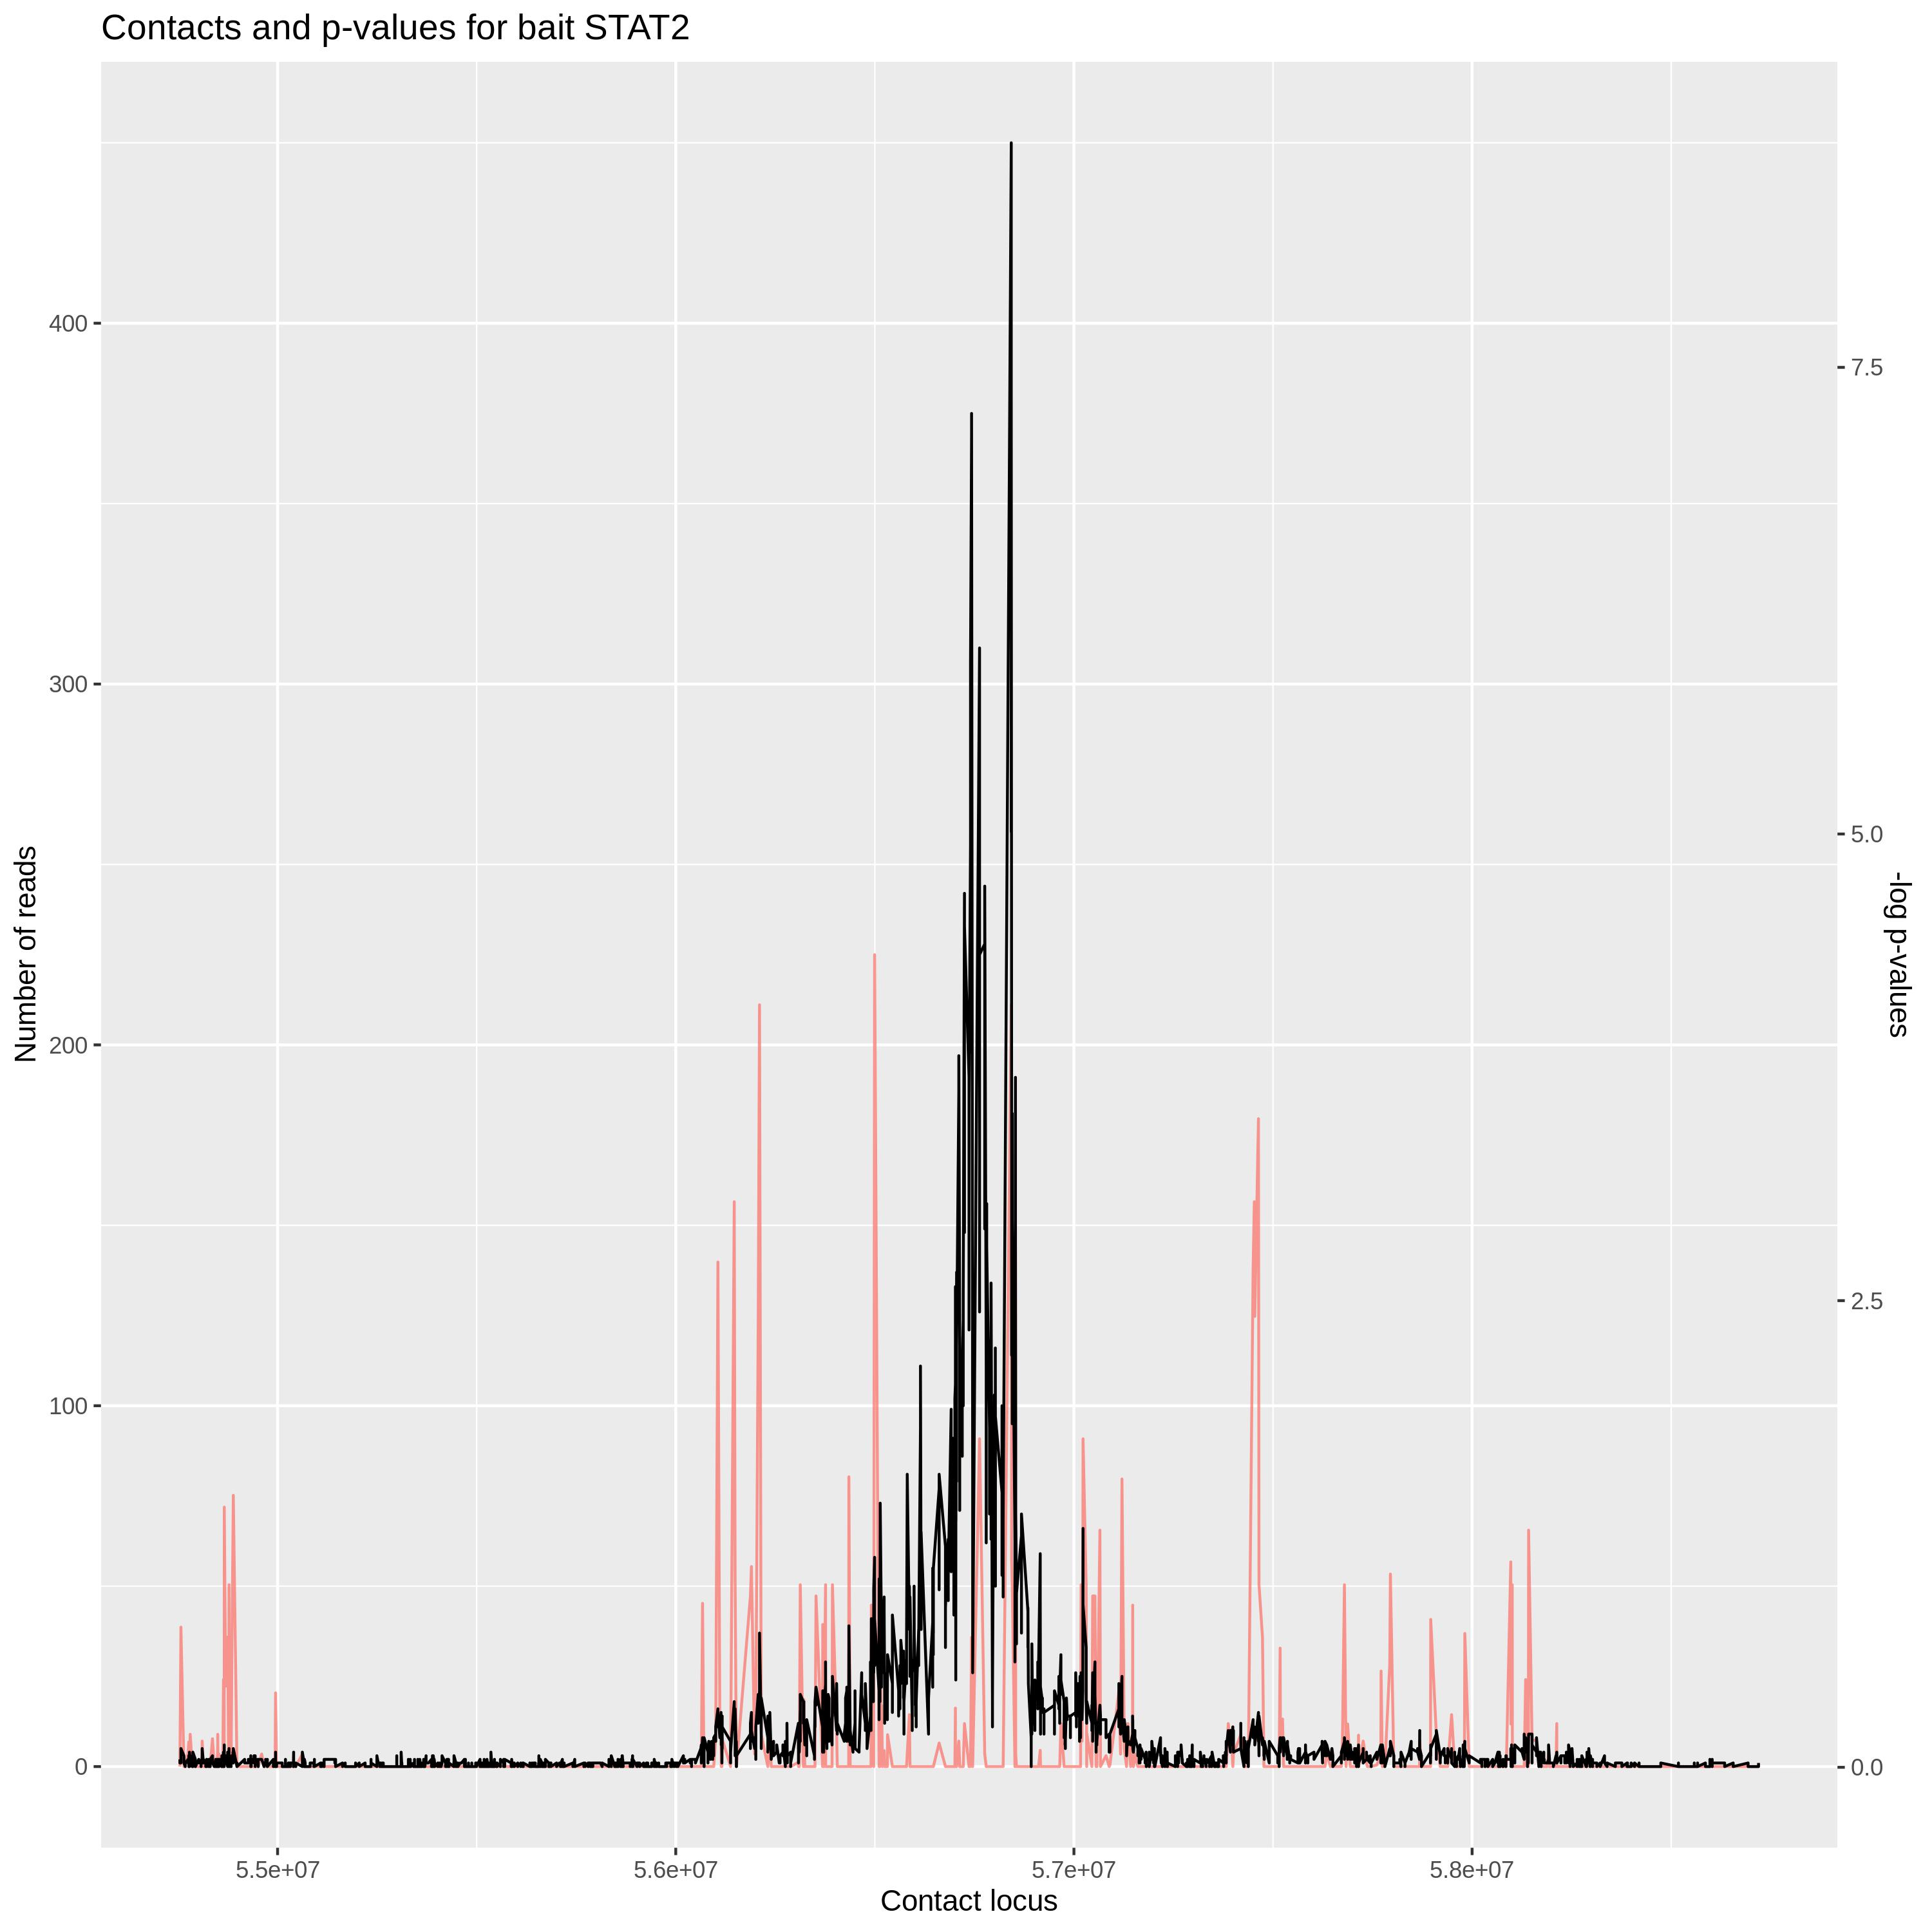 Contacts and p-values for bait STAT2
Number of reads
400
300
200
100
0
7.5
5.0
2.5
0.0
-log p-values
5.5e+07
5.6e+07
5.7e+07
5.8e+07
Contact locus